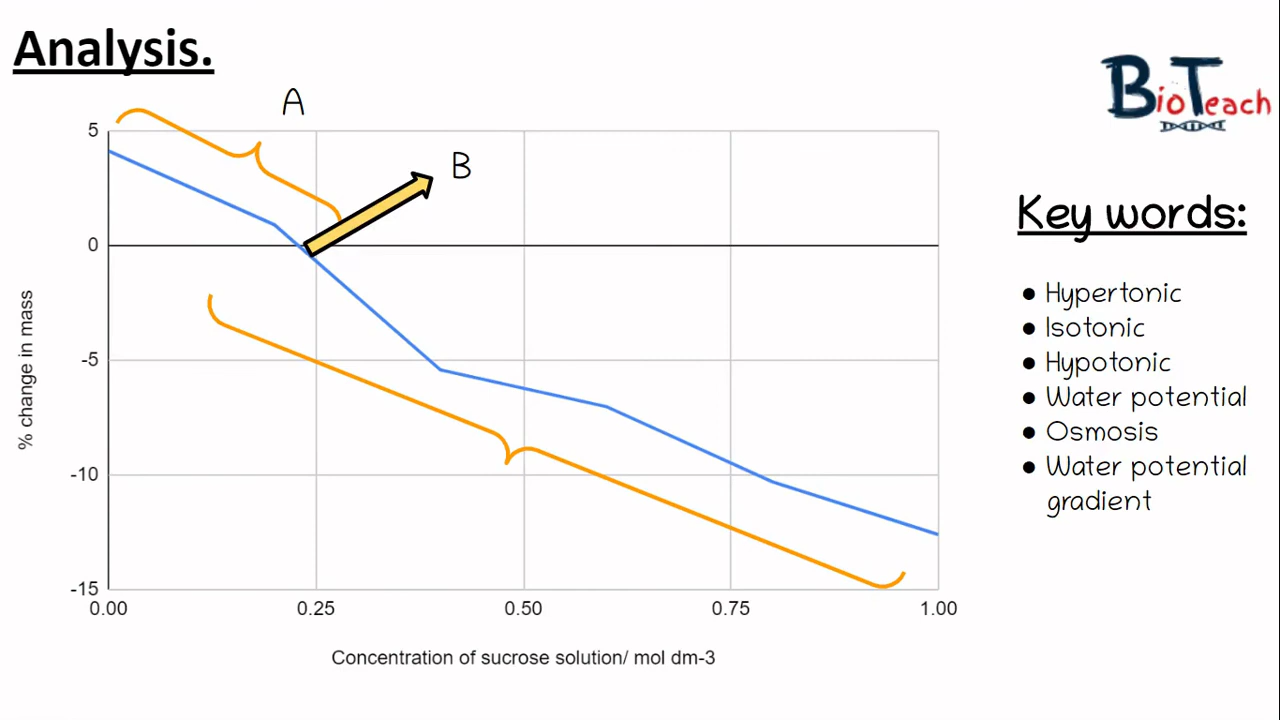 Analysis.
BioTeach
A
B
5
0
-5
-10
-15
0.00
0.25
0.50
0.75
1.00
% change in mass
Concentration of sucrose solution/ mol dm-3
Key words:
● Hypertonic
● Isotonic
● Hypotonic
● Water potential
● Osmosis
● Water potential
gradient